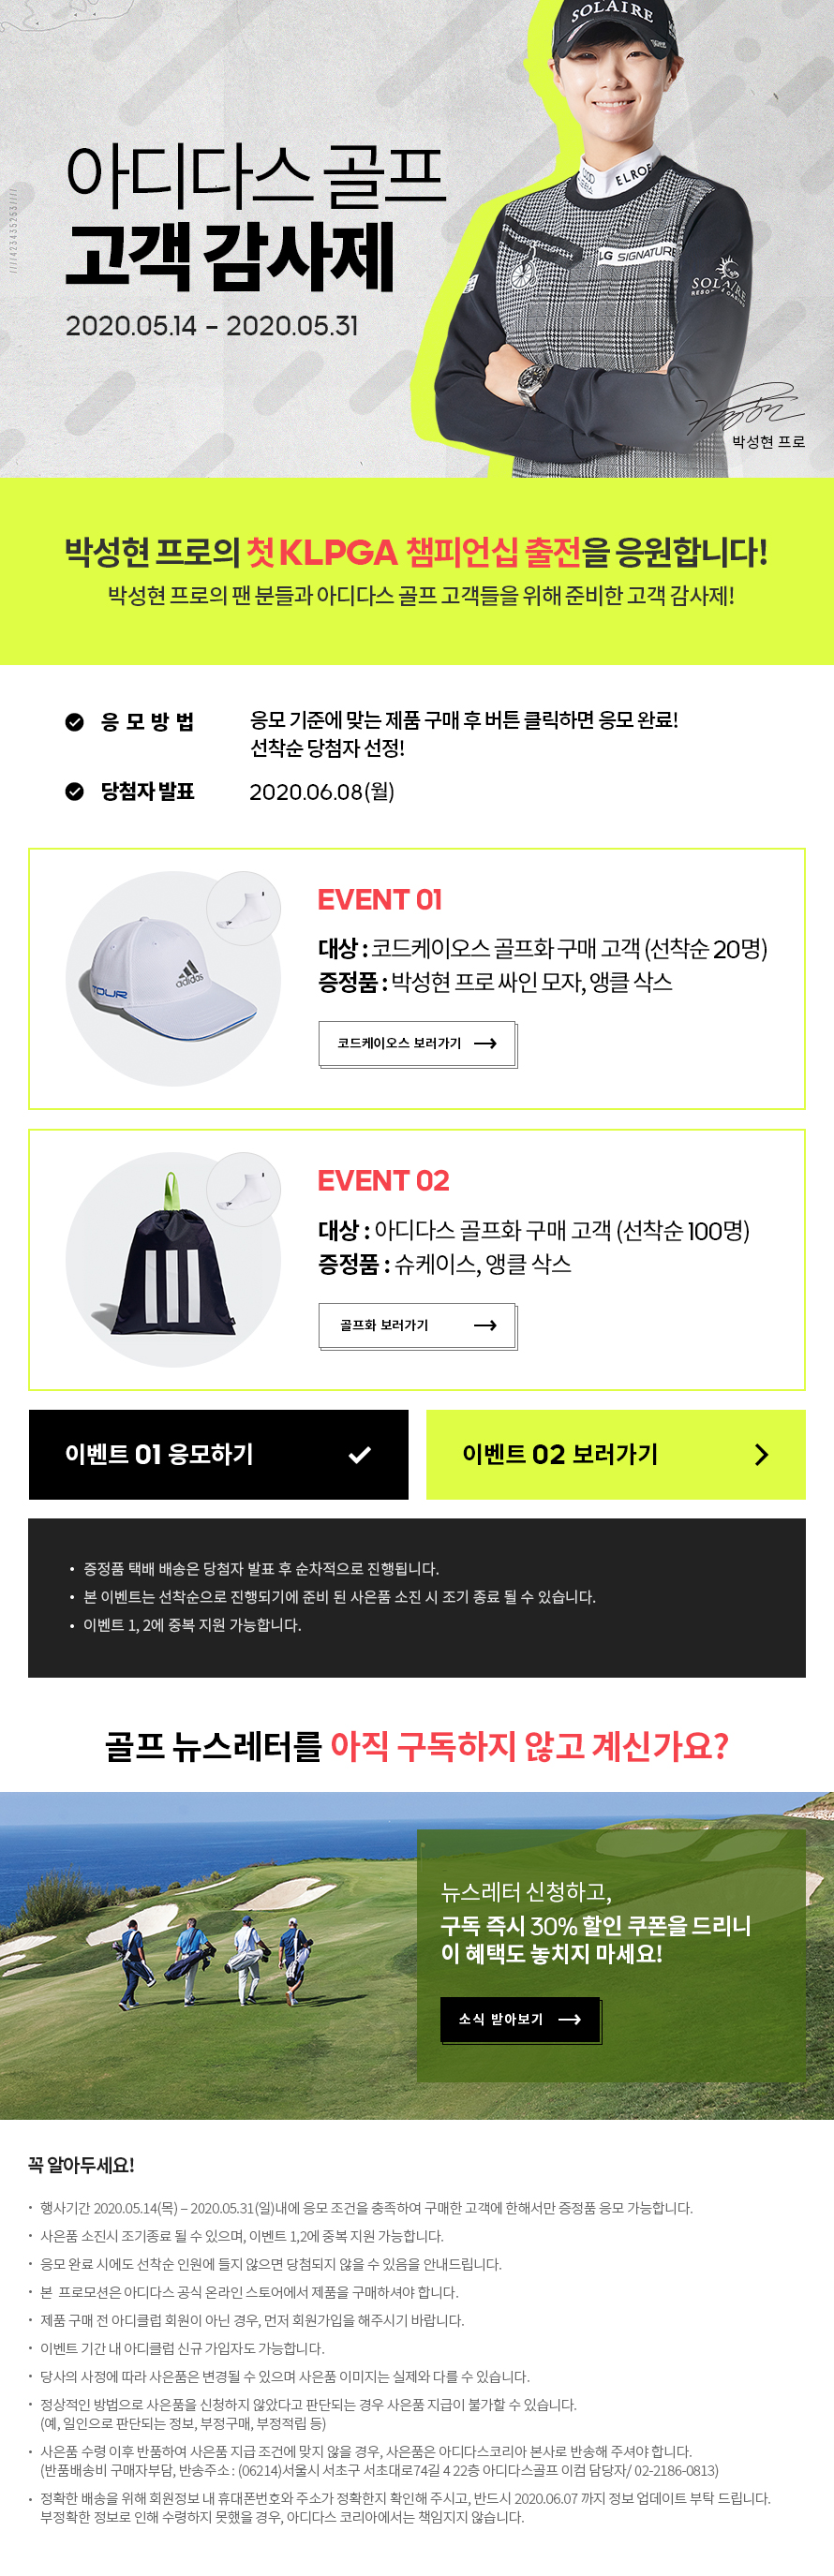 SOLAIRE
ELROEL
LG SIGNATURE
SOLAIRE
RESORT & CASINO
////423435253/////
아디다스 골프
고객 감사제
2020.05.14 – 2020.05.31
박성현 프로
박성현 프로의 첫 KLPGA 챔피언십 출전을 응원합니다!
박성현 프로의 팬 분들과 아디다스 골프 고객들을 위해 준비한 고객 감사제!
응 모 방 법
응모 기준에 맞는 제품 구매 후 버튼 클릭하면 응모 완료!
선착순 당첨자 선정!
당첨자 발표
2020.06.08(월)
TOUR
adidas
EVENT 01
대상 : 코드케이오스 골프화 구매 고객 (선착순 20명)
증정품 : 박성현 프로 싸인 모자, 앵클 삭스
코드케이오스 보러가기
EVENT 02
대상 : 아디다스 골프화 구매 고객 (선착순 100명)
증정품 : 슈케이스, 앵클 삭스
골프화 보러가기
이벤트 01 응모하기
이벤트 02 보러가기
• 증정품 택배 배송은 당첨자 발표 후 순차적으로 진행됩니다.
• 본 이벤트는 선착순으로 진행되기에 준비 된 사은품 소진 시 조기 종료 될 수 있습니다.
• 이벤트 1, 2에 중복 지원 가능합니다.
골프 뉴스레터를 아직 구독하지 않고 계신가요?
뉴스레터 신청하고,
구독 즉시 30% 할인 쿠폰을 드리니
이 혜택도 놓치지 마세요!
소식 받아보기
꼭 알아두세요!
• 행사기간 2020.05.14(목) – 2020.05.31(일)내에 응모 조건을 충족하여 구매한 고객에 한해서만 증정품 응모 가능합니다.
• 사은품 소진시 조기종료 될 수 있으며, 이벤트 1,2에 중복 지원 가능합니다.
• 응모 완료 시에도 선착순 인원에 들지 않으면 당첨되지 않을 수 있음을 안내드립니다.
• 본 프로모션은 아디다스 공식 온라인 스토어에서 제품을 구매하셔야 합니다.
• 제품 구매 전 아디클럽 회원이 아닌 경우, 먼저 회원가입을 해주시기 바랍니다.
• 이벤트 기간 내 아디클럽 신규 가입자도 가능합니다.
• 당사의 사정에 따라 사은품은 변경될 수 있으며 사은품 이미지는 실제와 다를 수 있습니다.
• 정상적인 방법으로 사은품을 신청하지 않았다고 판단되는 경우 사은품 지급이 불가할 수 있습니다.
(예, 일인으로 판단되는 정보, 부정구매, 부정적립 등)
• 사은품 수령 이후 반품하여 사은품 지급 조건에 맞지 않을 경우, 사은품은 아디다스코리아 본사로 반송해 주셔야 합니다.
(반품배송비 구매자부담, 반송주소 : (06214)서울시 서초구 서초대로74길 4 22층 아디다스골프 이컴 담당자/ 02-2186-0813)
• 정확한 배송을 위해 회원정보 내 휴대폰번호와 주소가 정확한지 확인해 주시고, 반드시 2020.06.07 까지 정보 업데이트 부탁 드립니다.
부정확한 정보로 인해 수령하지 못했을 경우, 아디다스 코리아에서는 책임지지 않습니다.